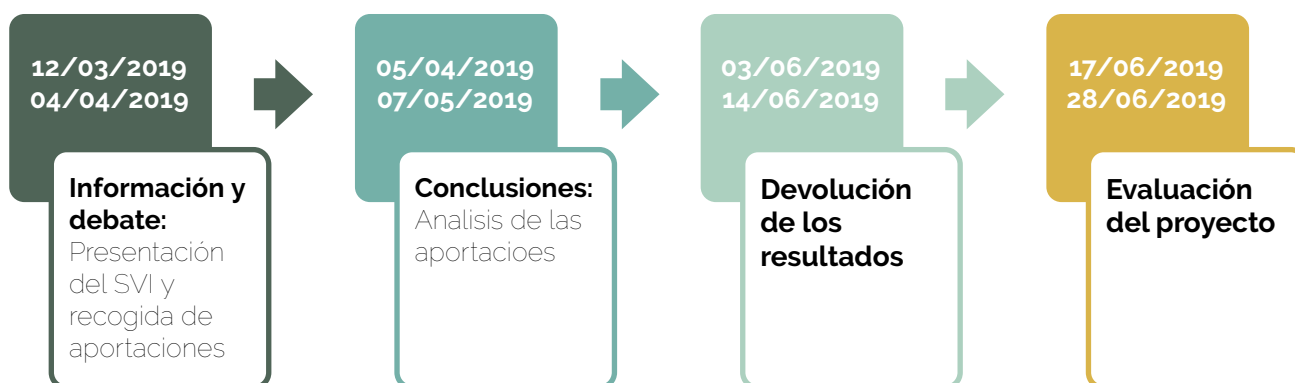 12/03/2019
04/04/2019
Información y
debate:
Presentación
del SVI y
recogida de
aportaciones
05/04/2019
07/05/2019
Conclusiones:
Analisis de las
aportacioes
03/06/2019
14/06/2019
Devolución
de los
resultados
17/06/2019
28/06/2019
Evaluación
del proyecto